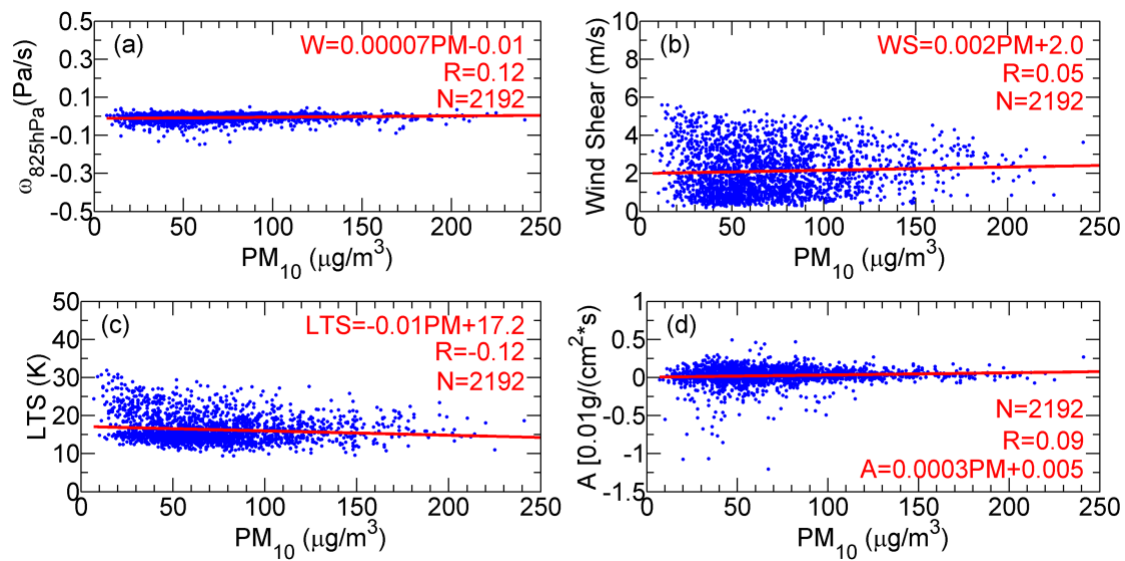 (a)
W=0.00007PM-0.01
R=0.12
N=2192
ω825hPa(Pa/s)
0.5
0.3
0.1
-0.1
-0.3
-0.5
0 50 100 150 200 250
PM10 (μg/m3)
(b)
WS=0.002PM+2.0
R=0.05
N=2192
Wind Shear (m/s)
10
8
6
4
2
0
0 50 100 150 200 250
PM10 (μg/m3)
(c)
LTS=-0.01PM+17.2
R=-0.12
N=2192
LTS (K)
50
40
30
20
10
0
0 50 100 150 200 250
PM10 (μg/m3)
(d)
N=2192
R=0.09
A=0.0003PM+0.005
A [0.01g/(cm2*s)
1
0.5
0
-0.5
-1
-1.5
0 50 100 150 200 250
PM10 (μg/m3)